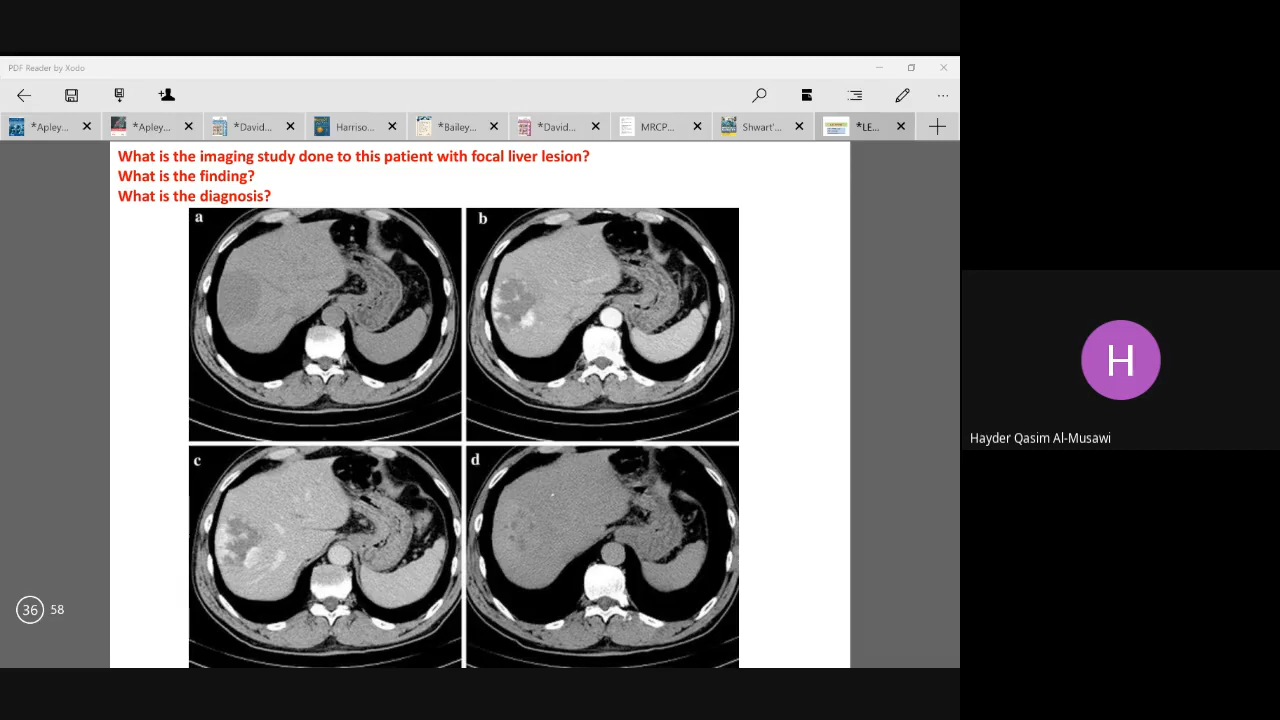 PDF Reader by Xodo
*Apley...
*Apley...
*David...
Harriso...
*Bailey...
*David...
MRCP...
Shwart'...
*LE...
What is the imaging study done to this patient with focal liver lesion?
What is the finding?
What is the diagnosis?
a
b
c
d
36 58
H
Hayder Qasim Al-Musawi